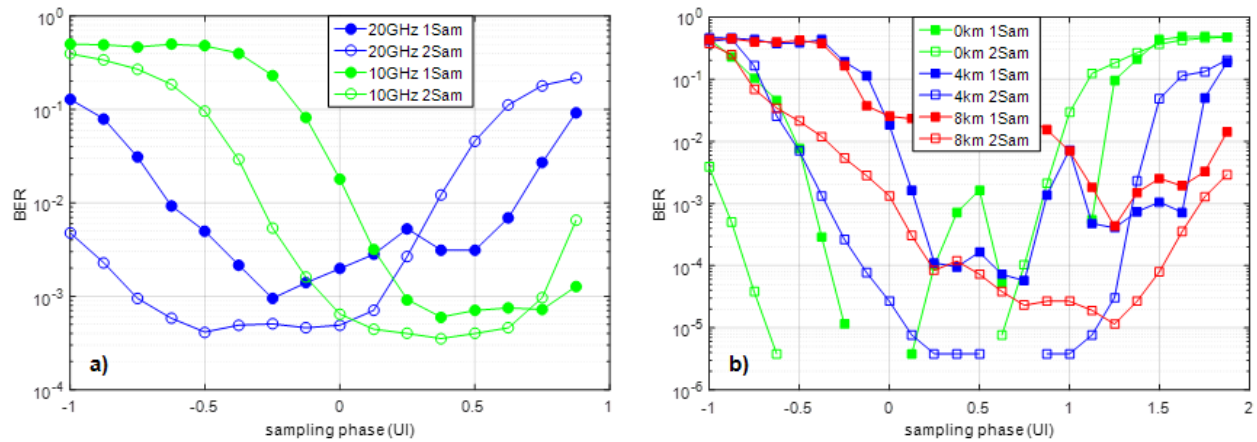 20GHz 1Sam
20GHz 2Sam
10GHz 1Sam
10GHz 2Sam
BER
10^-1
10^-2
10^-3
10^-4
a)
-1 -0.5 0 0.5 1
sampling phase (UI)
0km 1Sam
0km 2Sam
4km 1Sam
4km 2Sam
8km 1Sam
8km 2Sam
BER
10^0
10^-1
10^-2
10^-3
10^-4
10^-5
10^-6
b)
-1 -0.5 0 0.5 1 1.5 2
sampling phase (UI)